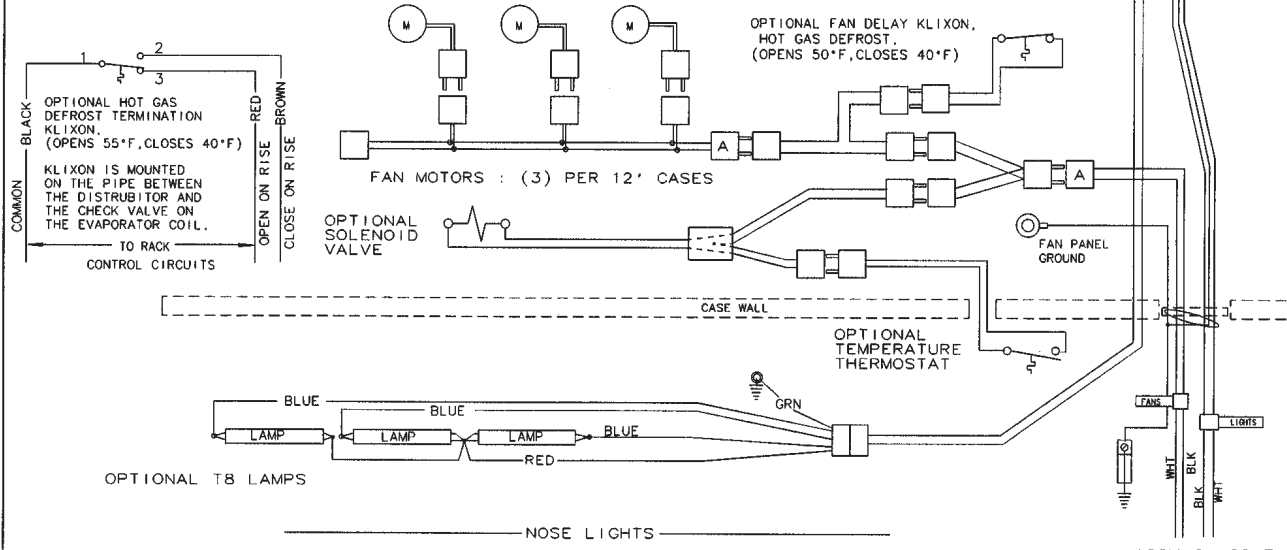 M
M
M
OPTIONAL FAN DELAY KLIXON,
HOT GAS DEFROST.
(OPENS 50°F,CLOSES 40°F)
1
2
3
BLACK
RED
BROWN
OPTIONAL HOT GAS
DEFROST TERMINATION
KLIXON.
(OPENS 55°F,CLOSES 40°F)
KLIXON IS MOUNTED
ON THE PIPE BETWEEN
THE DISTRUBITOR AND
THE CHECK VALVE ON
THE EVAPORATOR COIL.
COMMON
OPEN ON RISE
CLOSE ON RISE
TO RACK
CONTROL CIRCUITS
A
A
FAN MOTORS : (3) PER 12' CASES
OPTIONAL
SOLENOID
VALVE
FAN PANEL
GROUND
CASE WALL
OPTIONAL
TEMPERATURE
THERMOSTAT
GRN
BLUE
BLUE
BLUE
LAMP
LAMP
LAMP
RED
OPTIONAL T8 LAMPS
FANS
LIGHTS
WHT
BLK
BLK
WHT
NOSE LIGHTS